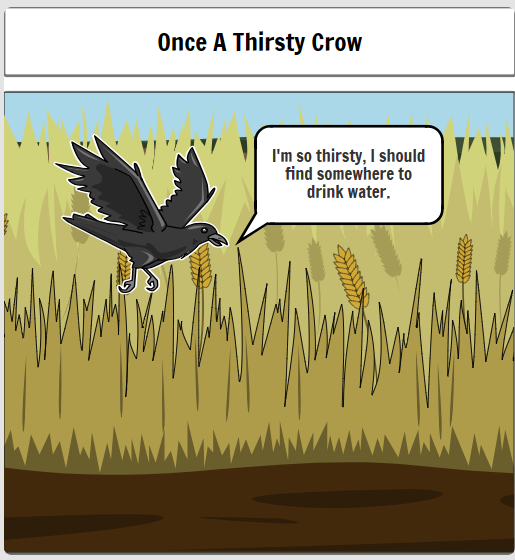 Once A Thirsty Crow
I'm so thirsty, I should
find somewhere to
drink water.